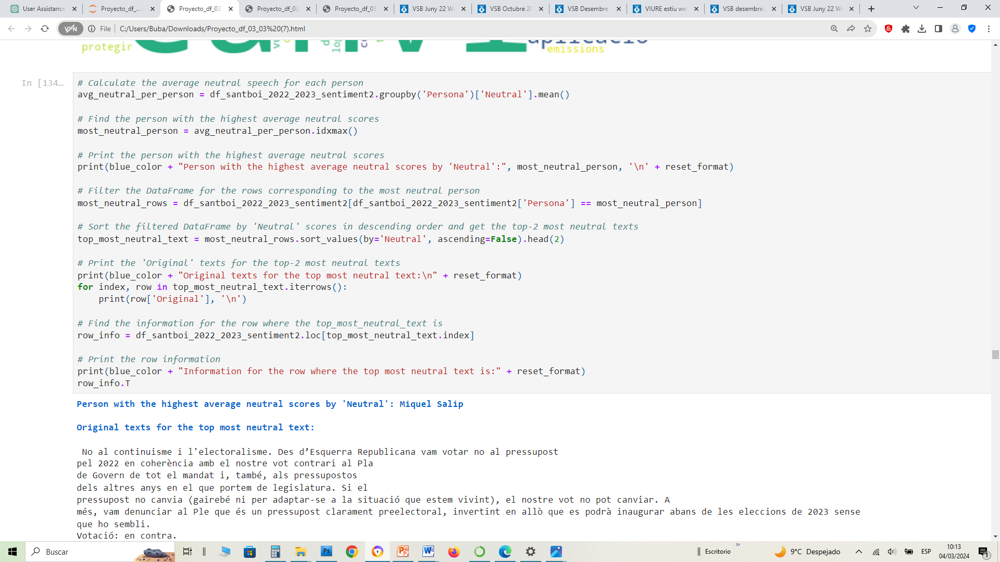 User Assistance
Proyecto_df_...
Proyecto_df_03
Proyecto_df_03
Proyecto_df_03
VSB Juny 22 We
VSB Octubre 20
VSB Desembre
VIURE estiu we
VSB desembre2
VSB Juny 22 We
VPN
File
C:/Users/Buba/Downloads/Proyecto_df_03_03%20(7).html
protegir
aplicació
emissions
In [134…
# Calculate the average neutral speech for each person
avg_neutral_per_person = df_santboi_2022_2023_sentiment2.groupby('Persona')['Neutral'].mean()
# Find the person with the highest average neutral scores
most_neutral_person = avg_neutral_per_person.idxmax()
# Print the person with the highest average neutral scores
print(blue_color + "Person with the highest average neutral scores by 'Neutral':", most_neutral_person, '\n' + reset_format)
# Filter the DataFrame for the rows corresponding to the most neutral person
most_neutral_rows = df_santboi_2022_2023_sentiment2[df_santboi_2022_2023_sentiment2['Persona'] == most_neutral_person]
# Sort the filtered DataFrame by 'Neutral' scores in descending order and get the top-2 most neutral texts
top_most_neutral_text = most_neutral_rows.sort_values(by='Neutral', ascending=False).head(2)
# Print the 'Original' texts for the top-2 most neutral texts
print(blue_color + "Original texts for the top most neutral text:\n" + reset_format)
for index, row in top_most_neutral_text.iterrows():
    print(row['Original'], '\n')
# Find the information for the row where the top_most_neutral_text is
row_info = df_santboi_2022_2023_sentiment2.loc[top_most_neutral_text.index]
# Print the row information
print(blue_color + "Information for the row where the top most neutral text is:" + reset_format)
row_info.T
Person with the highest average neutral scores by 'Neutral': Miquel Salip
Original texts for the top most neutral text:
No al continuisme i l'electoralisme. Des d’Esquerra Republicana vam votar no al pressupost
pel 2022 en coherència amb el nostre vot contrari al Pla
de Govern de tot el mandat i, també, als pressupostos
dels altres anys en el que portem de legislatura. Si el
pressupost no canvia (gairebé ni per adaptar-se a la situació que estem vivint), el nostre vot no pot canviar. A
més, vam denunciar al Ple que és un pressupost clarament preelectoral, invertint en allò que es podrà inaugurar abans de les eleccions de 2023 sense
que ho sembli.
Votació: en contra.
Buscar
Escritorio
9°C Despejado
ESP
10:13
04/03/2024
1